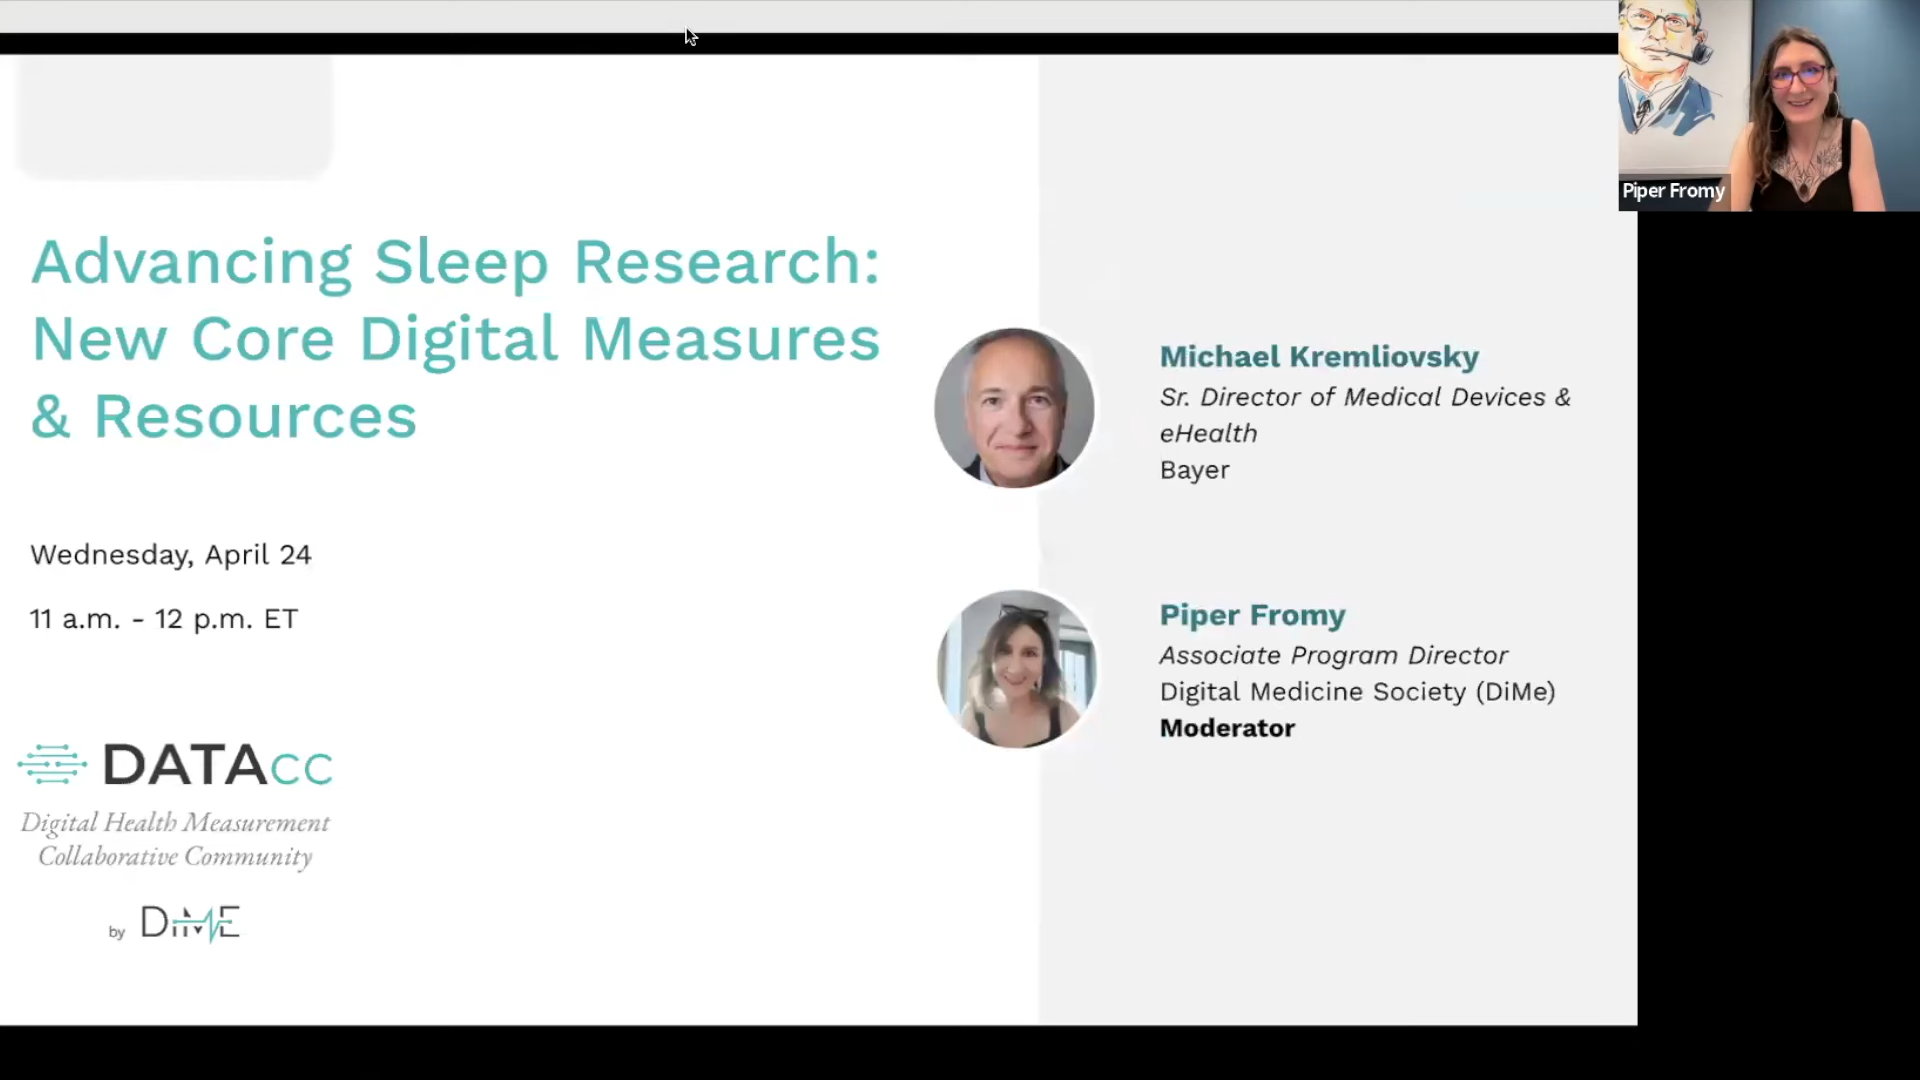 Piper Fromy
Advancing Sleep Research:
New Core Digital Measures
& Resources
Wednesday, April 24
11 a.m. - 12 p.m. ET
DATAcc
Digital Health Measurement
Collaborative Community
by DiME
Michael Kremliovsky
Sr. Director of Medical Devices &
eHealth
Bayer
Piper Fromy
Associate Program Director
Digital Medicine Society (DiMe)
Moderator